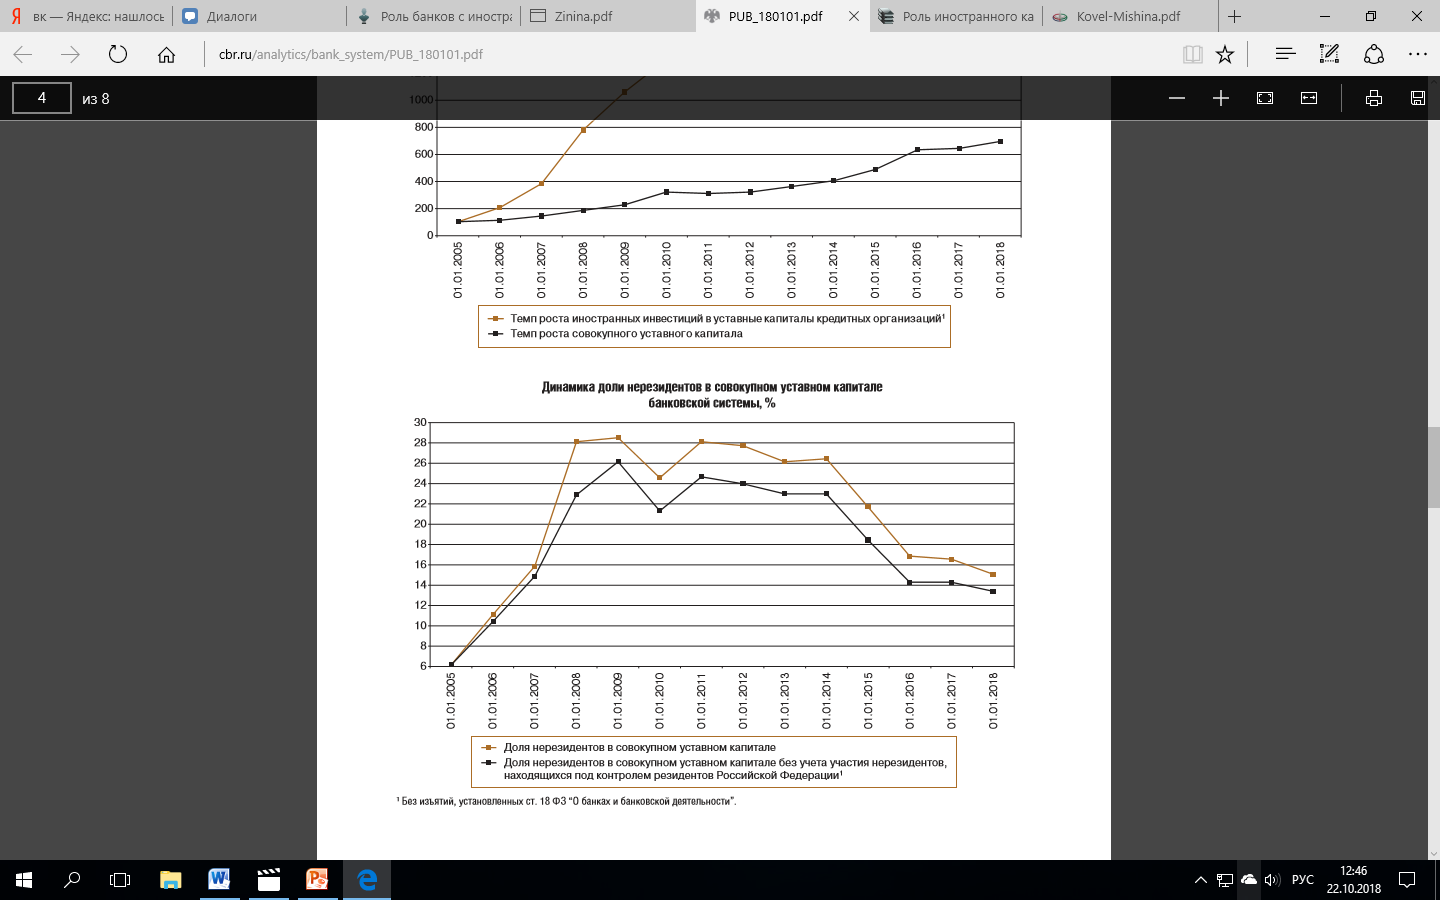 вк — Яндекс: нашлось
Диалоги
Роль банков с иностра
Zinina.pdf
PUB_180101.pdf
Роль иностранного ка
Kovel-Mishina.pdf
cbr.ru/analytics/bank_system/PUB_180101.pdf
4 из 8
1000
800
600
400
200
0
01.01.2005
01.01.2006
01.01.2007
01.01.2008
01.01.2009
01.01.2010
01.01.2011
01.01.2012
01.01.2013
01.01.2014
01.01.2015
01.01.2016
01.01.2017
01.01.2018
Темп роста иностранных инвестиций в уставные капиталы кредитных организаций¹
Темп роста совокупного уставного капитала
Динамика доли нерезидентов в совокупном уставном капитале
банковской системы, %
30
28
26
24
22
20
18
16
14
12
10
8
6
01.01.2005
01.01.2006
01.01.2007
01.01.2008
01.01.2009
01.01.2010
01.01.2011
01.01.2012
01.01.2013
01.01.2014
01.01.2015
01.01.2016
01.01.2017
01.01.2018
Доля нерезидентов в совокупном уставном капитале
Доля нерезидентов в совокупном уставном капитале без учета участия нерезидентов,
находящихся под контролем резидентов Российской Федерации¹
¹ Без изъятий, установленных ст. 18 ФЗ “О банках и банковской деятельности”.
РУС
12:46
22.10.2018